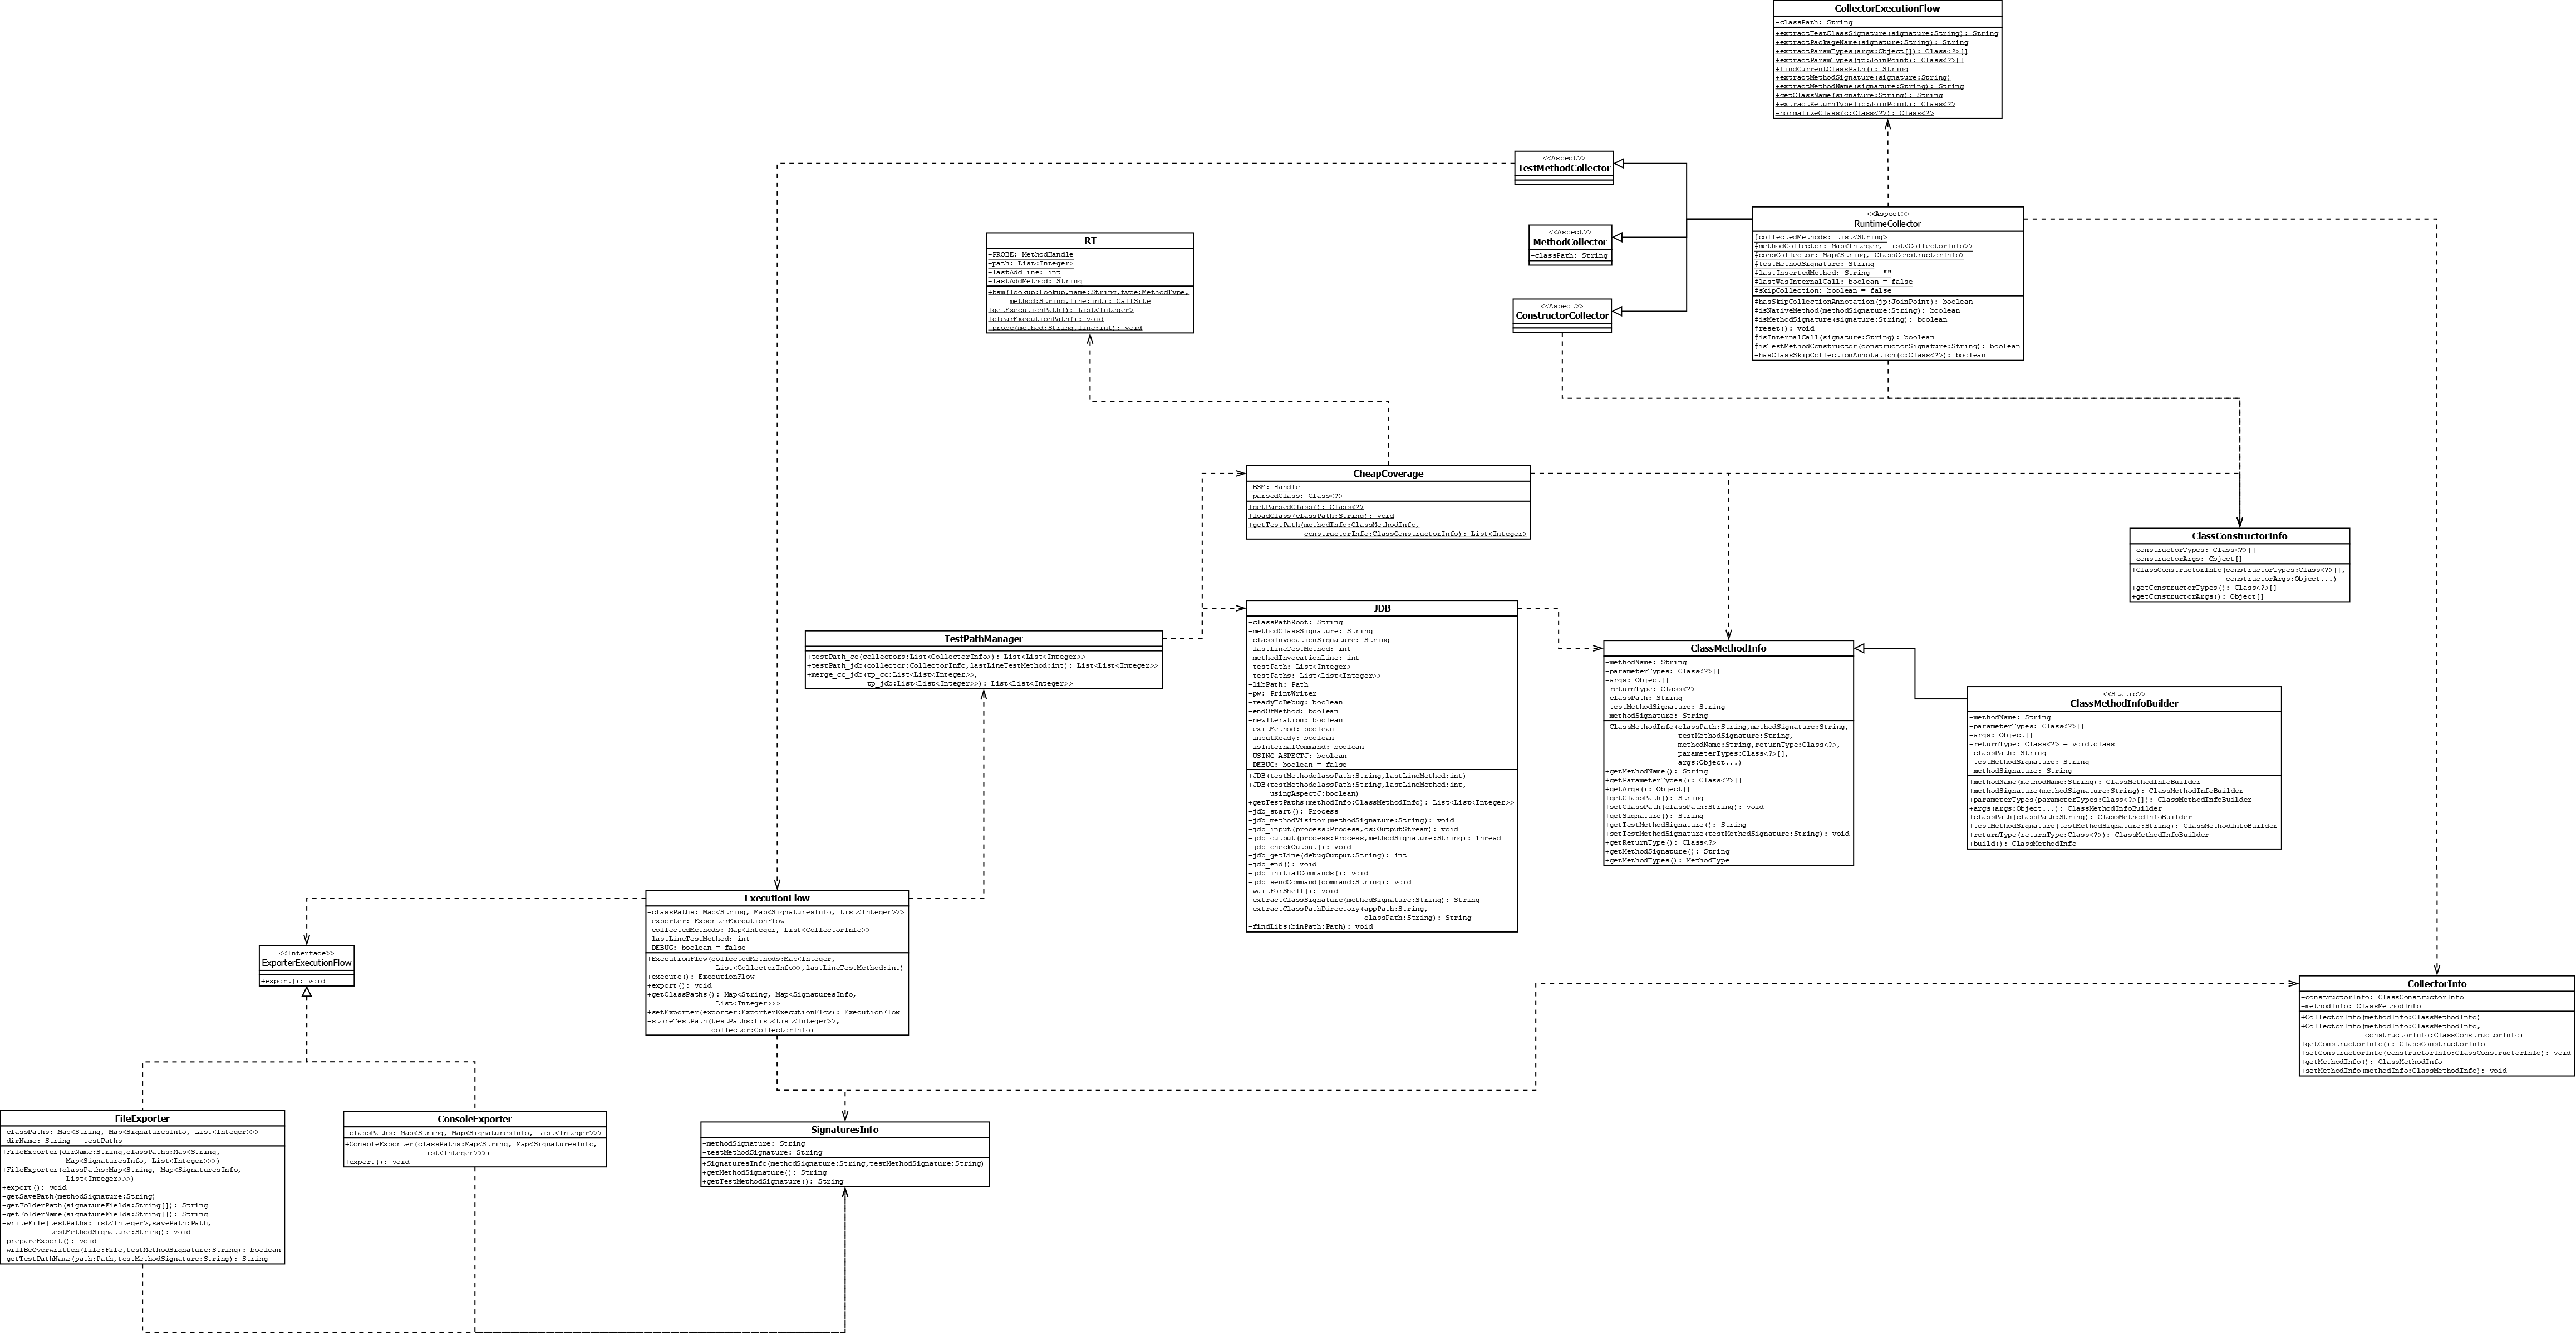 CollectorExecutionFlow
-classPath: String
+extractTestClassSignature(signature:String): String
+extractPackageName(signature:String): String
+extractParamTypes(args:Object[]): Class<?>[]
+extractParamTypes(jp:JoinPoint): Class<?>[]
+findCurrentClassPath(): String
+extractMethodSignature(signature:String)
+extractMethodName(signature:String): String
+getClassName(signature:String): String
+extractReturnType(jp:JoinPoint): Class<?>
-normalizeClass(c:Class<?>): Class<?>
<<Aspect>>
TestMethodCollector
<<Aspect>>
MethodCollector
-classPath: String
<<Aspect>>
ConstructorCollector
<<Aspect>>
RuntimeCollector
#collectedMethods: List<String>
#methodCollector: Map<Integer, List<CollectorInfo>>
#consCollector: Map<String, ClassConstructorInfo>
#testMethodSignature: String
#lastInsertedMethod: String = ""
#lastWasInternalCall: boolean = false
#skipCollection: boolean = false
#hasSkipCollectionAnnotation(jp:JoinPoint): boolean
#isNativeMethod(methodSignature:String): boolean
#isMethodSignature(signature:String): boolean
#reset(): void
#isInternalCall(signature:String): boolean
#isTestMethodConstructor(constructorSignature:String): boolean
-hasClassSkipCollectionAnnotation(c:Class<?>): boolean
RT
-PROBE: MethodHandle
-path: List<Integer>
-lastAddLine: int
-lastAddMethod: String
+bsm(lookup:Lookup,name:String,type:MethodType,
method:String,line:int): CallSite
+getExecutionPath(): List<Integer>
+clearExecutionPath(): void
-probe(method:String,line:int): void
CheapCoverage
-BSM: Handle
-parsedClass: Class<?>
+getParsedClass(): Class<?>
+loadClass(classPath:String): void
+getTestPath(methodInfo:ClassMethodInfo,
constructorInfo:ClassConstructorInfo): List<Integer>
ClassConstructorInfo
-constructorTypes: Class<?>[]
-constructorArgs: Object[]
+ClassConstructorInfo(constructorTypes:Class<?>[],
constructorArgs:Object...)
+getConstructorTypes(): Class<?>[]
+getConstructorArgs(): Object[]
TestPathManager
+testPath_cc(collectors:List<CollectorInfo>): List<List<Integer>>
+testPath_jdb(collector:CollectorInfo,lastLineTestMethod:int): List<List<Integer>>
+merge_cc_jdb(tp_cc:List<List<Integer>>,
tp_jdb:List<List<Integer>>): List<List<Integer>>
JDB
-classPathRoot: String
-methodClassSignature: String
-classInvocationSignature: String
-lastLineTestMethod: int
-methodInvocationLine: int
-testPath: List<Integer>
-testPaths: List<List<Integer>>
-libPath: Path
-pw: PrintWriter
-readyToDebug: boolean
-endOfMethod: boolean
-newIteration: boolean
-exitMethod: boolean
-inputReady: boolean
-isInternalCommand: boolean
-USING_ASPECTJ: boolean
-DEBUG: boolean = false
+JDB(testMethodclassPath:String,lastLineMethod:int)
+JDB(testMethodclassPath:String,lastLineMethod:int,
usingAspectJ:boolean)
+getTestPaths(methodInfo:ClassMethodInfo): List<List<Integer>>
-jdb_start(): Process
-jdb_methodVisitor(methodSignature:String): void
-jdb_input(process:Process,os:OutputStream): void
-jdb_output(process:Process,methodSignature:String): Thread
-jdb_checkOutput(): void
-jdb_getLine(debugOutput:String): int
-jdb_end(): void
-jdb_initialCommands(): void
-jdb_sendCommand(command:String): void
-waitForShell(): void
-extractClassSignature(methodSignature:String): String
-extractClassPathDirectory(appPath:String,
classPath:String): String
-findLibs(binPath:Path): void
ClassMethodInfo
-methodName: String
-parameterTypes: Class<?>[]
-args: Object[]
-returnType: Class<?>
-classPath: String
-testMethodSignature: String
-methodSignature: String
-ClassMethodInfo(classPath:String,methodSignature:String,
testMethodSignature:String,
methodName:String,returnType:Class<?>,
parameterTypes:Class<?>[],
args:Object...)
+getMethodName(): String
+getParameterTypes(): Class<?>[]
+getArgs(): Object[]
+getClassPath(): String
+setClassPath(classPath:String): void
+getSignature(): String
+getTestMethodSignature(): String
+setTestMethodSignature(testMethodSignature:String): void
+getReturnType(): Class<?>
+getMethodSignature(): String
+getMethodTypes(): MethodType
<<Static>>
ClassMethodInfoBuilder
-methodName: String
-parameterTypes: Class<?>[]
-args: Object[]
-returnType: Class<?> = void.class
-classPath: String
-testMethodSignature: String
-methodSignature: String
+methodName(methodName:String): ClassMethodInfoBuilder
+methodSignature(methodSignature:String): ClassMethodInfoBuilder
+parameterTypes(parameterTypes:Class<?>[]): ClassMethodInfoBuilder
+args(args:Object...): ClassMethodInfoBuilder
+classPath(classPath:String): ClassMethodInfoBuilder
+testMethodSignature(testMethodSignature:String): ClassMethodInfoBuilder
+returnType(returnType:Class<?>): ClassMethodInfoBuilder
+build(): ClassMethodInfo
ExecutionFlow
-classPaths: Map<String, Map<SignaturesInfo, List<Integer>>>
-exporter: ExporterExecutionFlow
-collectedMethods: Map<Integer, List<CollectorInfo>>
-lastLineTestMethod: int
-DEBUG: boolean = false
+ExecutionFlow(collectedMethods:Map<Integer,
List<CollectorInfo>>,lastLineTestMethod:int)
+execute(): ExecutionFlow
+export(): void
+getClassPaths(): Map<String, Map<SignaturesInfo,
List<Integer>>>
+setExporter(exporter:ExporterExecutionFlow): ExecutionFlow
-storeTestPath(testPaths:List<List<Integer>>,
collector:CollectorInfo)
<<Interface>>
ExporterExecutionFlow
+export(): void
CollectorInfo
-constructorInfo: ClassConstructorInfo
-methodInfo: ClassMethodInfo
+CollectorInfo(methodInfo:ClassMethodInfo)
+CollectorInfo(methodInfo:ClassMethodInfo,
constructorInfo:ClassConstructorInfo)
+getConstructorInfo(): ClassConstructorInfo
+setConstructorInfo(constructorInfo:ClassConstructorInfo): void
+getMethodInfo(): ClassMethodInfo
+setMethodInfo(methodInfo:ClassMethodInfo): void
FileExporter
-classPaths: Map<String, Map<SignaturesInfo, List<Integer>>>
-dirName: String = testPaths
+FileExporter(dirName:String,classPaths:Map<String,
Map<SignaturesInfo, List<Integer>>>)
+FileExporter(classPaths:Map<String, Map<SignaturesInfo,
List<Integer>>>)
+export(): void
-getSavePath(methodSignature:String)
-getFolderPath(signatureFields:String[]): String
-getFolderName(signatureFields:String[]): String
-writeFile(testPaths:List<Integer>,savePath:Path,
testMethodSignature:String): void
-prepareExport(): void
-willBeOverwritten(file:File,testMethodSignature:String): boolean
-getTestPathName(path:Path,testMethodSignature:String): String
ConsoleExporter
-classPaths: Map<String, Map<SignaturesInfo, List<Integer>>>
+ConsoleExporter(classPaths:Map<String, Map<SignaturesInfo,
List<Integer>>>)
+export(): void
SignaturesInfo
-methodSignature: String
-testMethodSignature: String
+SignaturesInfo(methodSignature:String,testMethodSignature:String)
+getMethodSignature(): String
+getTestMethodSignature(): String